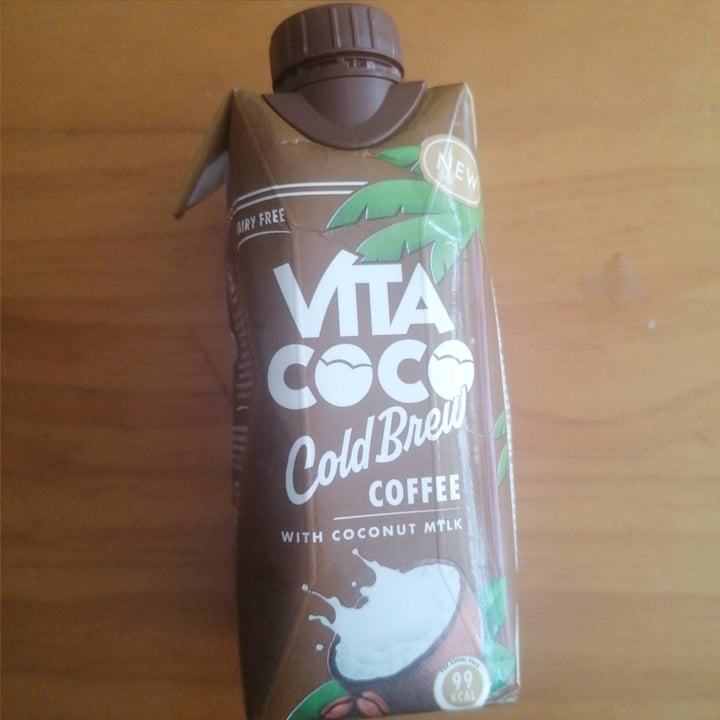 NEW
DAIRY FREE
VITA
COCO
Cold Brew
COFFEE
WITH COCONUT MILK
99
KCAL